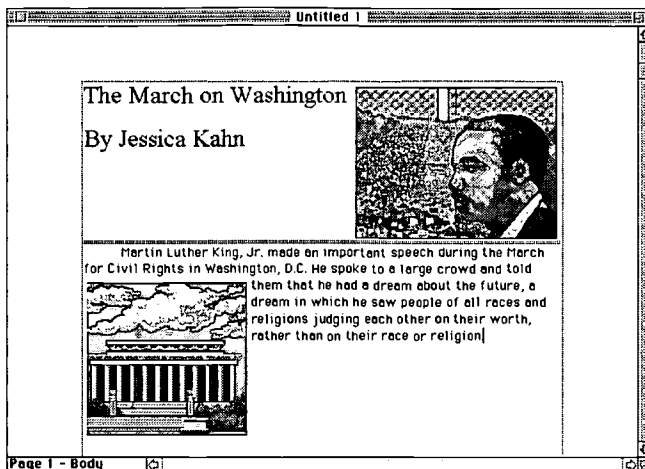 Untitled 1
The March on Washington
By Jessica Kahn
Martin Luther King, Jr. made an important speech during the March
for Civil Rights in Washington, D.C. He spoke to a large crowd and told
them that he had a dream about the future, a
dream in which he saw people of all races and
religions judging each other on their worth,
rather than on their race or religion
Page 1 - Body